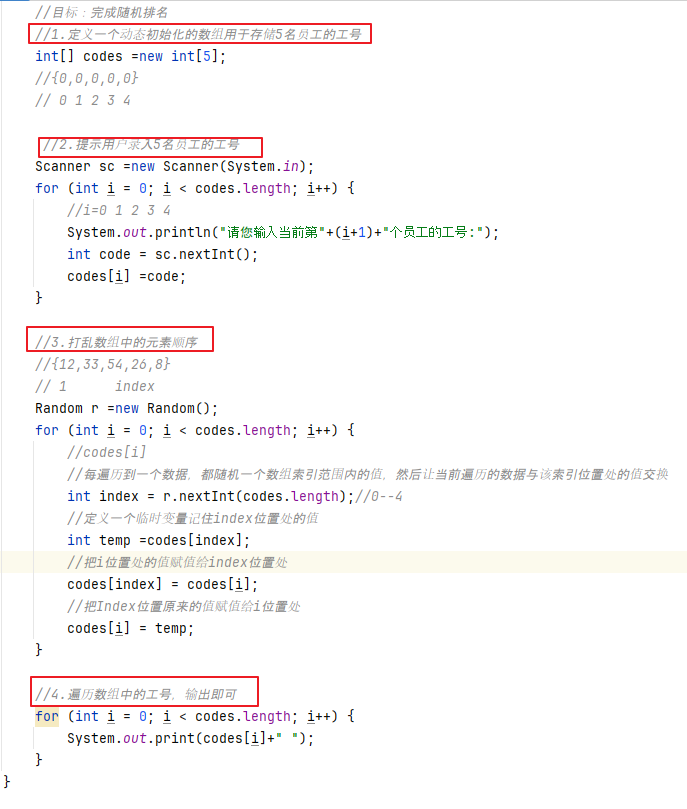 //目标：完成随机排名
//1.定义一个动态初始化的数组用于存储5名员工的工号
int[] codes =new int[5];
//{0,0,0,0,0}
// 0 1 2 3 4
//2.提示用户录入5名员工的工号
Scanner sc =new Scanner(System.in);
for (int i = 0; i < codes.length; i++) {
//i=0 1 2 3 4
System.out.println("请您输入当前第"+(i+1)+"个员工的工号:");
int code = sc.nextInt();
codes[i] =code;
}
//3.打乱数组中的元素顺序
//{12,33,54,26,8}
// 1      index
Random r =new Random();
for (int i = 0; i < codes.length; i++) {
//codes[i]
//每遍历到一个数据，都随机一个数组索引范围内的值，然后让当前遍历的数据与该索引位置处的值交换
int index = r.nextInt(codes.length);//0--4
//定义一个临时变量记住index位置处的值
int temp =codes[index];
//把i位置处的值赋值给index位置处
codes[index] = codes[i];
//把Index位置原来的值赋值给i位置处
codes[i] = temp;
}
//4.遍历数组中的工号，输出即可
for (int i = 0; i < codes.length; i++) {
System.out.print(codes[i]+" ");
}
}